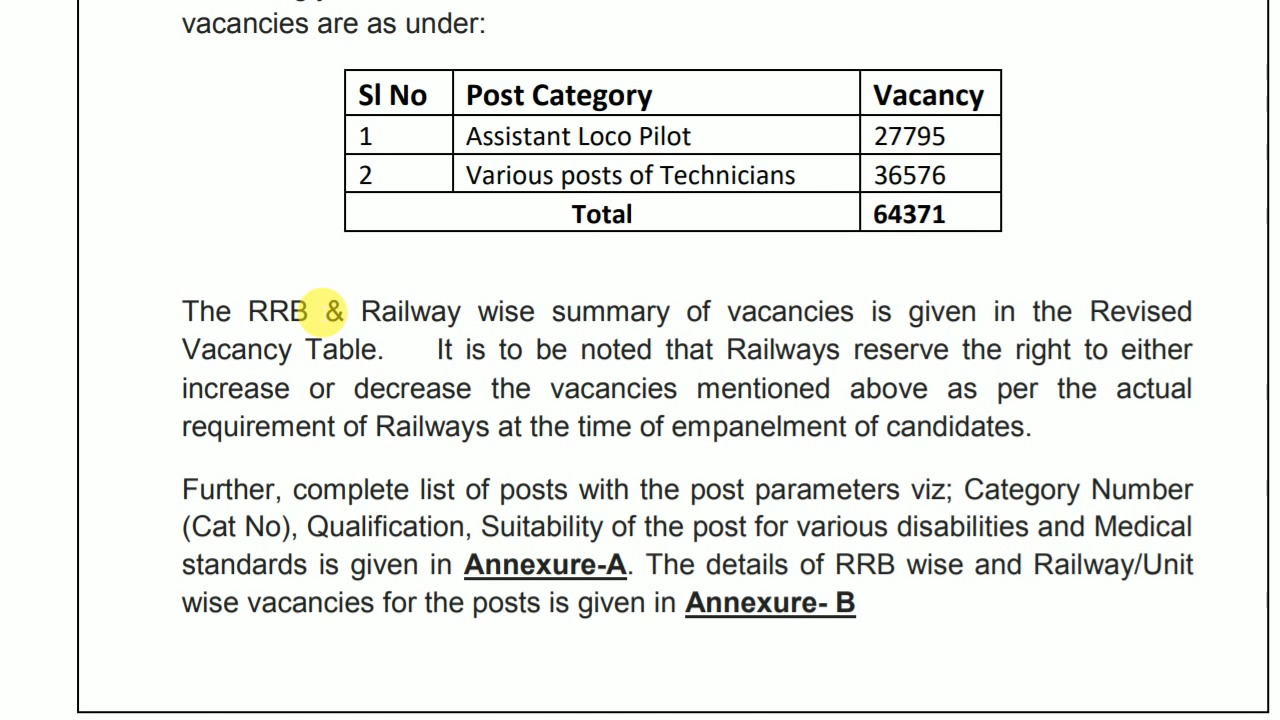 vacancies are as under:
Sl No Post Category Vacancy
1 Assistant Loco Pilot 27795
2 Various posts of Technicians 36576
Total 64371
The RRB & Railway wise summary of vacancies is given in the Revised
Vacancy Table. It is to be noted that Railways reserve the right to either
increase or decrease the vacancies mentioned above as per the actual
requirement of Railways at the time of empanelment of candidates.
Further, complete list of posts with the post parameters viz; Category Number
(Cat No), Qualification, Suitability of the post for various disabilities and Medical
standards is given in Annexure-A. The details of RRB wise and Railway/Unit
wise vacancies for the posts is given in Annexure- B